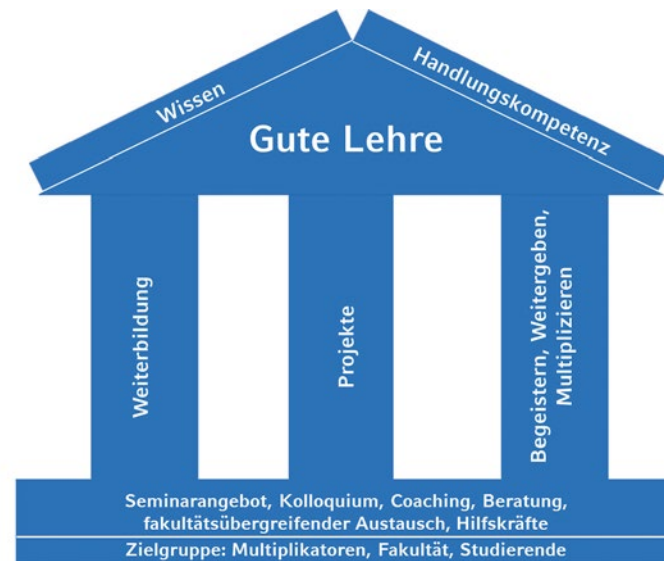 Wissen
Handlungskompetenz
Gute Lehre
Weiterbildung
Projekte
Begeistern, Weitergeben,
Multiplizieren
Seminarangebot, Kolloquium, Coaching, Beratung,
fakultätsübergreifender Austausch, Hilfskräfte
Zielgruppe: Multiplikatoren, Fakultät, Studierende